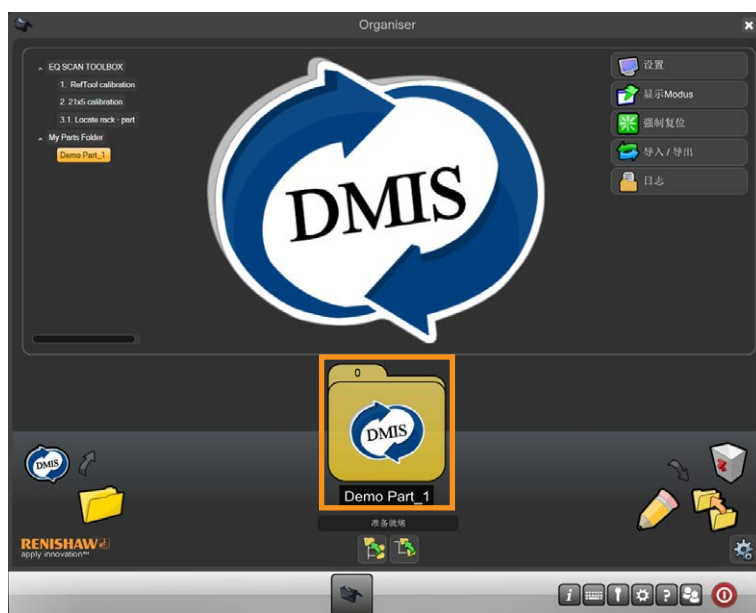 Organiser
EQ SCAN TOOLBOX
1. RefTool calibration
2. 21x5 calibration
3.1. Locate rack - part
My Parts Folder
Demo Part_1
设置
显示Modus
强制复位
导入 / 导出
日志
DMIS
0
DMIS
Demo Part_1
准备就绪
DMIS
RENISHAW
apply innovation™